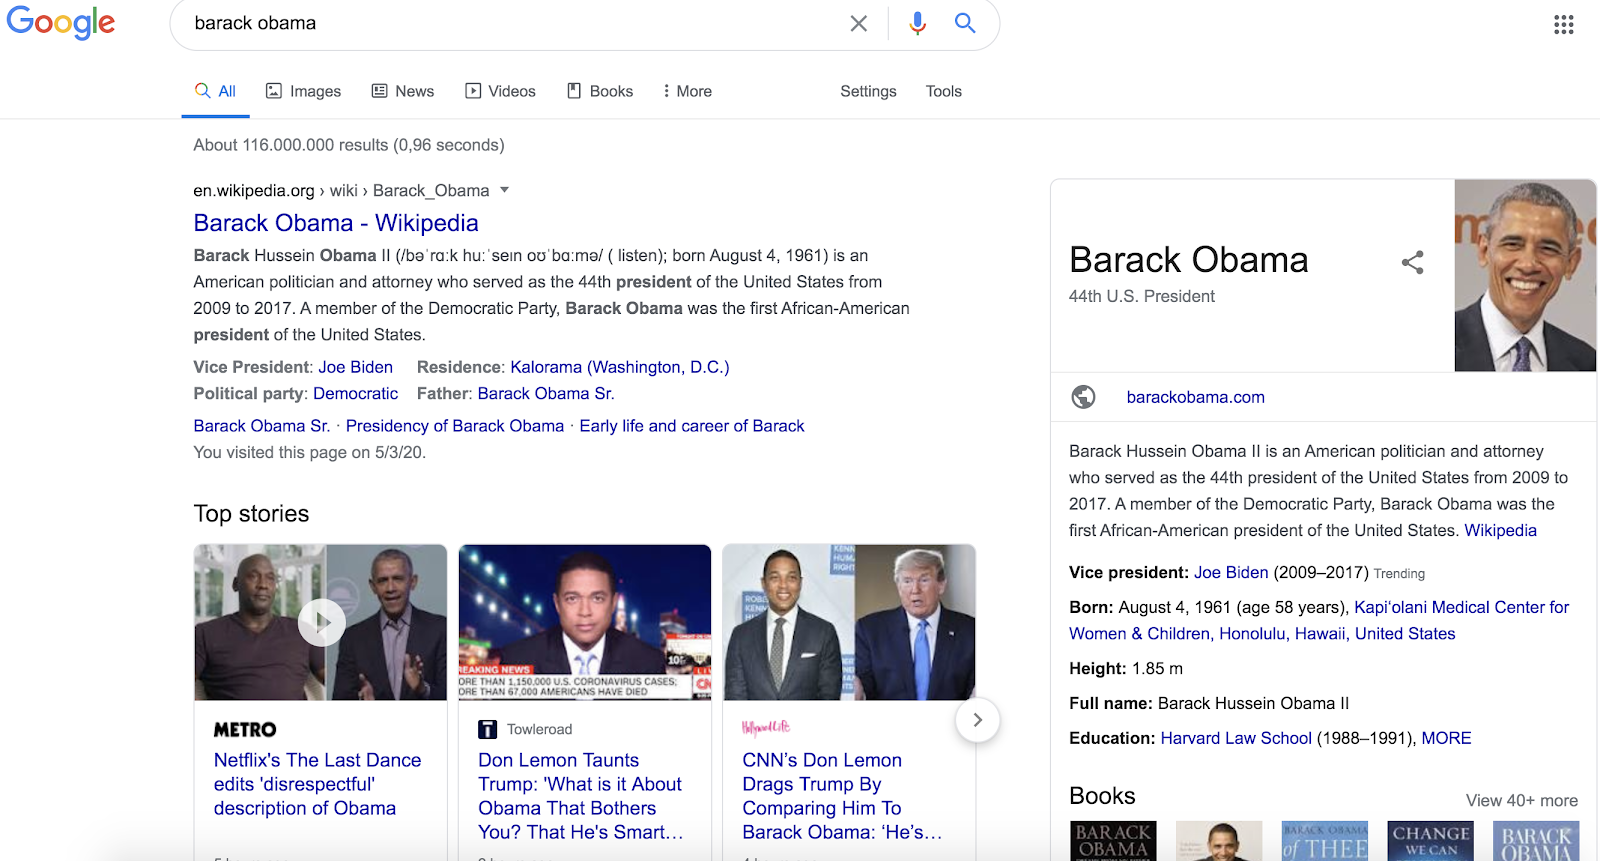 Google
barack obama
All Images News Videos Books More Settings Tools
About 116.000.000 results (0,96 seconds)
en.wikipedia.org › wiki › Barack_Obama
Barack Obama - Wikipedia
Barack Hussein Obama II (/bəˈrɑːk huːˈseɪn oʊˈbɑːmə/ ( listen); born August 4, 1961) is an
American politician and attorney who served as the 44th president of the United States from
2009 to 2017. A member of the Democratic Party, Barack Obama was the first African-American
president of the United States.
Vice President: Joe Biden Residence: Kalorama (Washington, D.C.)
Political party: Democratic Father: Barack Obama Sr.
Barack Obama Sr. · Presidency of Barack Obama · Early life and career of Barack
You visited this page on 5/3/20.
Top stories
METRO
Netflix's The Last Dance
edits 'disrespectful'
description of Obama
BREAKING NEWS
MORE THAN 1,150,000 U.S. CORONAVIRUS CASES;
MORE THAN 67,000 AMERICANS HAVE DIED
Towleroad
Don Lemon Taunts
Trump: 'What is it About
Obama That Bothers
You? That He's Smart...
HollywoodLife
CNN's Don Lemon
Drags Trump By
Comparing Him To
Barack Obama: 'He's...
Barack Obama
44th U.S. President
barackobama.com
Barack Hussein Obama II is an American politician and attorney
who served as the 44th president of the United States from 2009 to
2017. A member of the Democratic Party, Barack Obama was the
first African-American president of the United States. Wikipedia
Vice president: Joe Biden (2009–2017) Trending
Born: August 4, 1961 (age 58 years), Kapiʻolani Medical Center for
Women & Children, Honolulu, Hawaii, United States
Height: 1.85 m
Full name: Barack Hussein Obama II
Education: Harvard Law School (1988–1991), MORE
Books
View 40+ more
BARACK
OBAMA
BARACK OBAMA
of THEE
CHANGE
WE CAN
BARACK
OBAMA